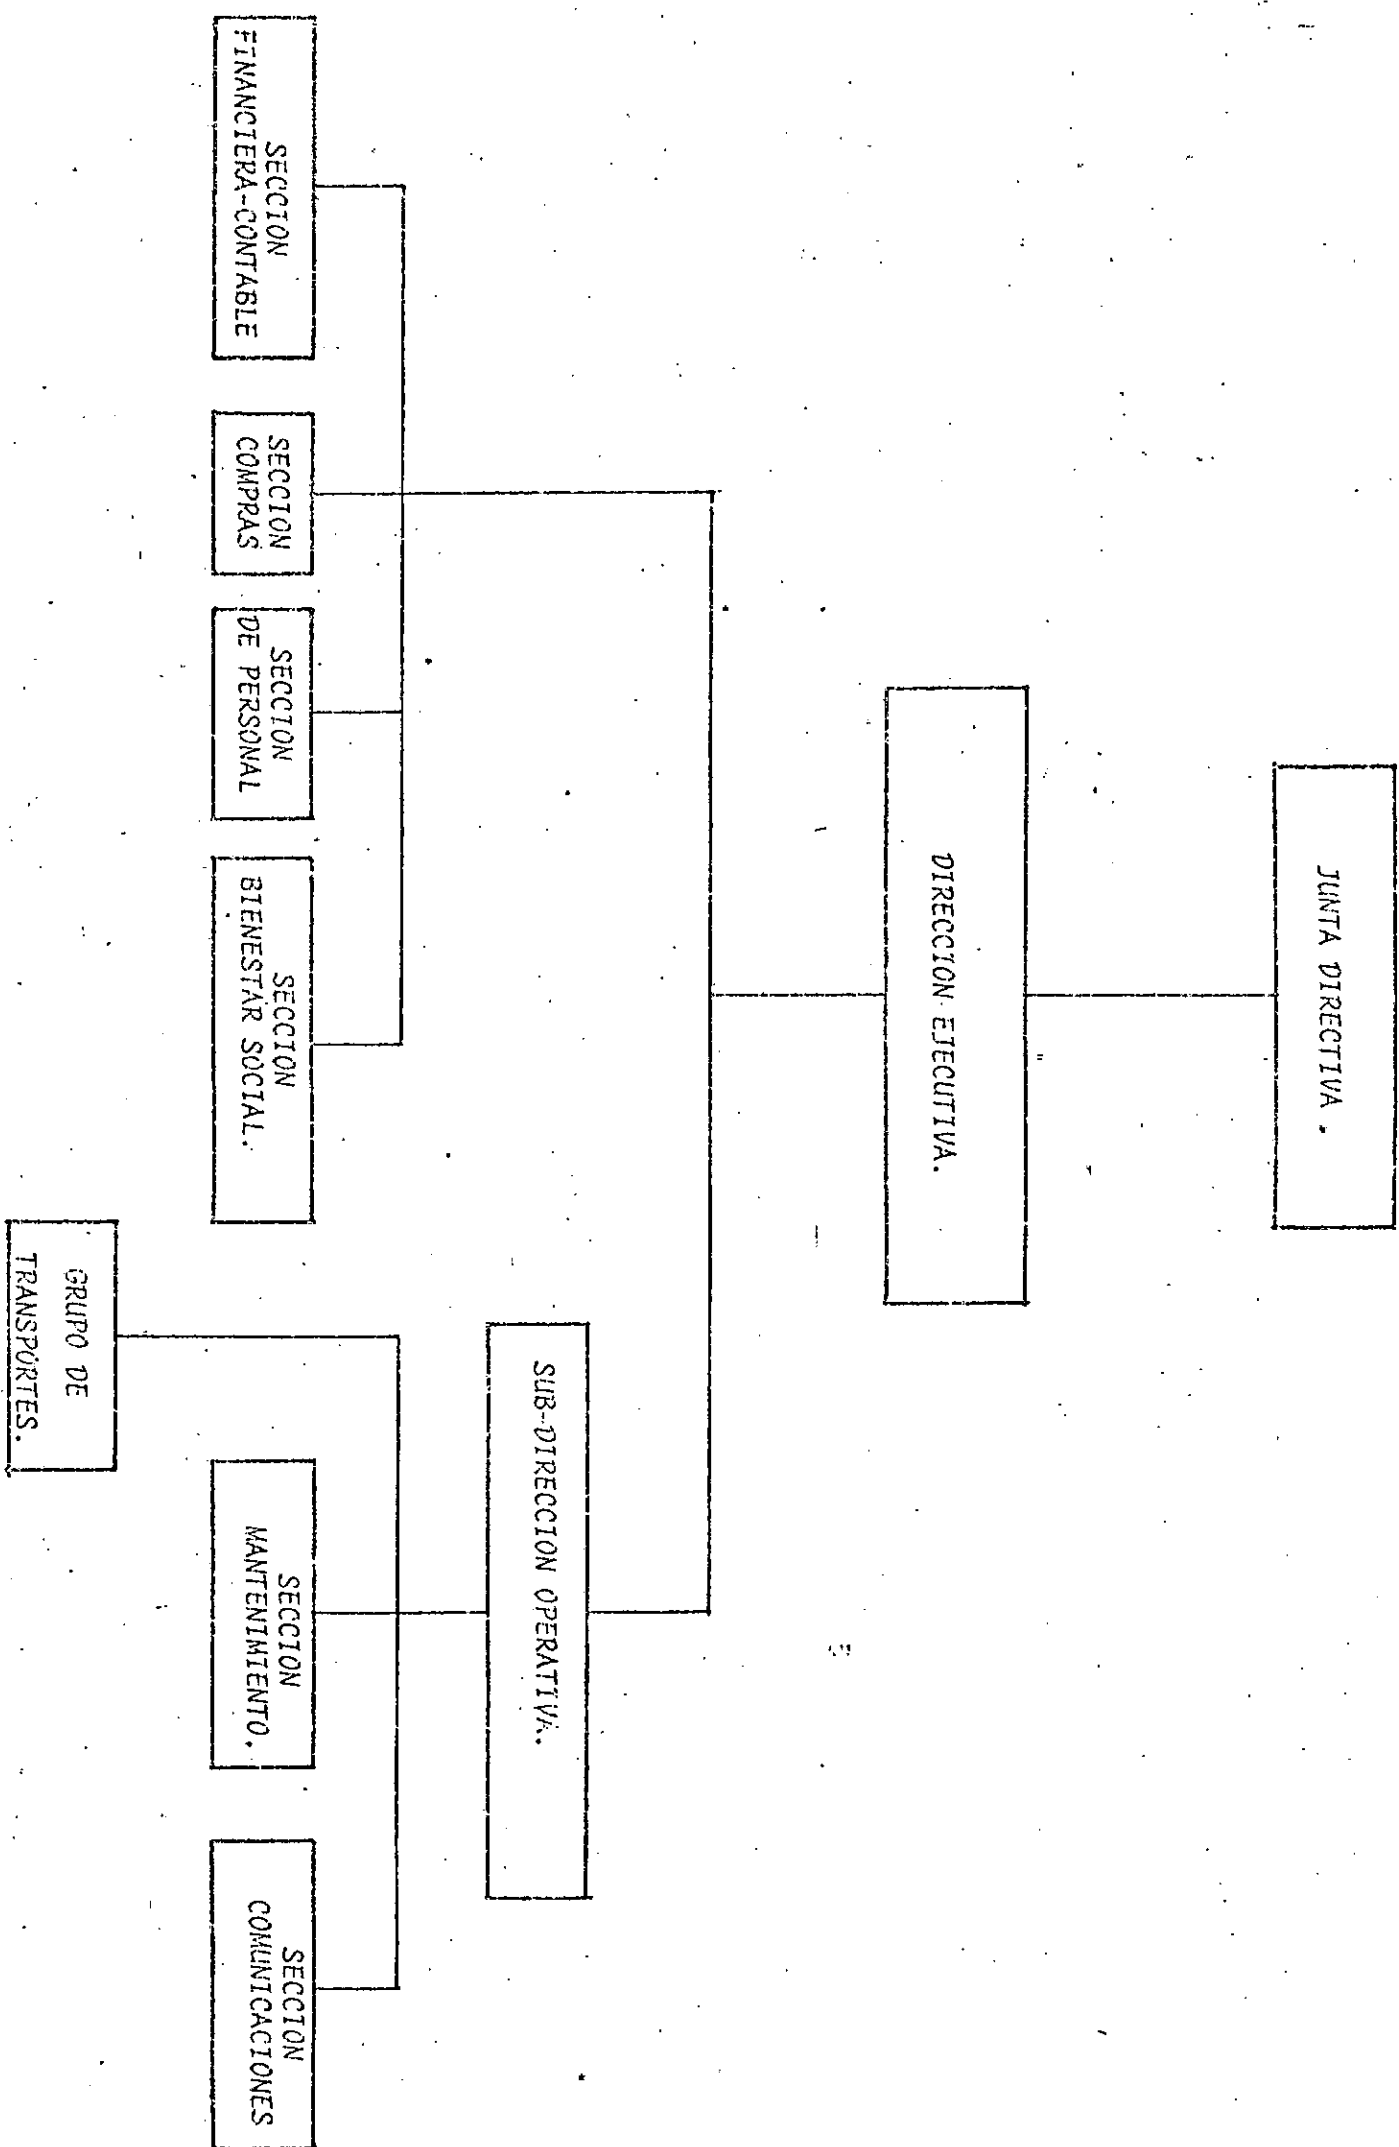 JUNTA DIRECTIVA.
DIRECCION EJECUTIVA.
SUB-DIRECCION OPERATIVA.
SECCION
FINANCIERA-CONTABLE
SECCION
COMPRAS
SECCION
DE PERSONAL
SECCION
BIENESTAR SOCIAL.
SECCION
MANTENIMIENTO.
SECCION
COMUNICACIONES
GRUPO DE
TRANSPORTES.